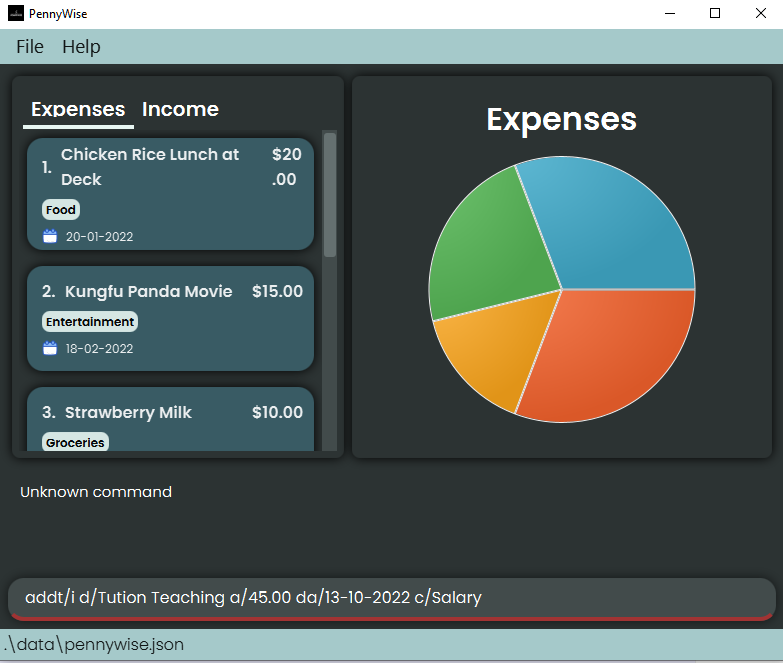 PennyWise
File Help
Expenses Income
Expenses
1. Chicken Rice Lunch at $20
Deck .00
Food
20-01-2022
2. Kungfu Panda Movie $15.00
Entertainment
18-02-2022
3. Strawberry Milk $10.00
Groceries
Unknown command
addt/i d/Tution Teaching a/45.00 da/13-10-2022 c/Salary
.\data\pennywise.json